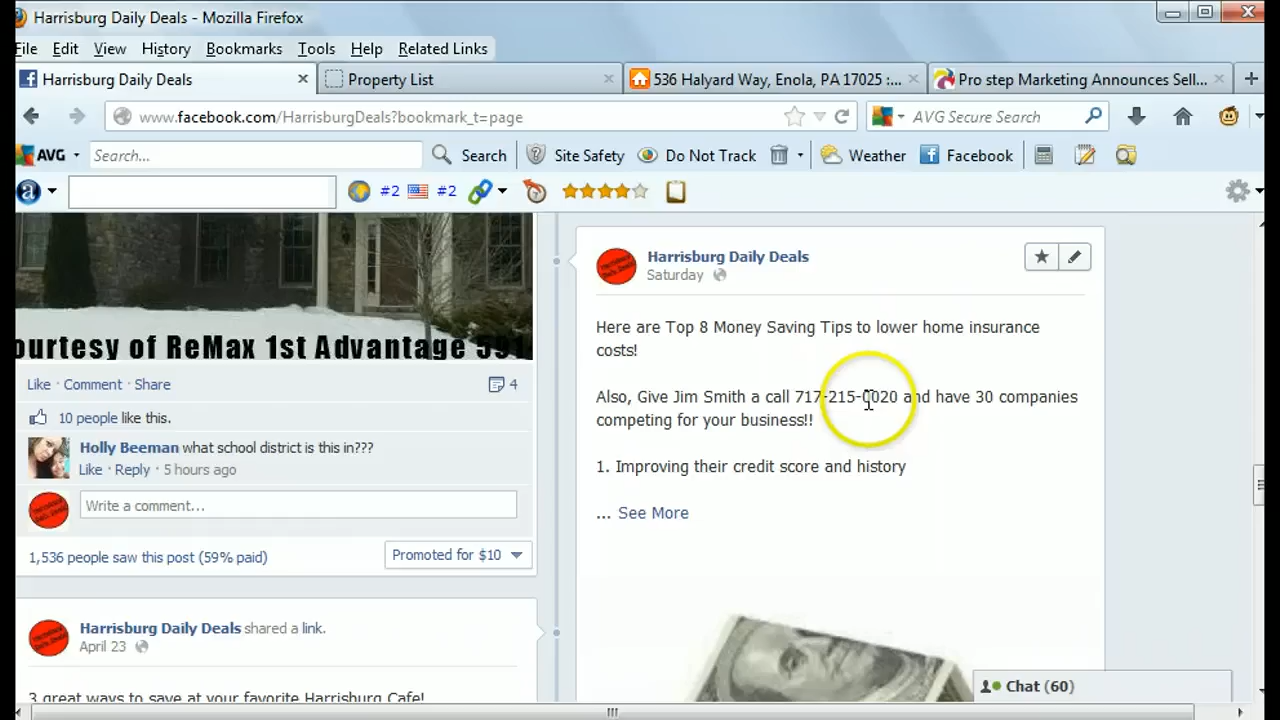 Harrisburg Daily Deals - Mozilla Firefox
File Edit View History Bookmarks Tools Help Related Links
Harrisburg Daily Deals
Property List
536 Halyard Way, Enola, PA 17025 :...
Pro step Marketing Announces Sell...
www.facebook.com/HarrisburgDeals?bookmark_t=page
AVG Secure Search
AVG Search... Search Site Safety Do Not Track Weather Facebook
a #2 #2
ourtesy of ReMax 1st Advantage 591
Like · Comment · Share 4
10 people like this.
Holly Beeman what school district is this in???
Like · Reply · 5 hours ago
Write a comment...
1,536 people saw this post (59% paid) Promoted for $10
Harrisburg Daily Deals shared a link.
April 23
3 great ways to save at your favorite Harrisburg Cafe!
Harrisburg Daily Deals
Saturday
Here are Top 8 Money Saving Tips to lower home insurance
costs!
Also, Give Jim Smith a call 717-215-0020 and have 30 companies
competing for your business!!
1. Improving their credit score and history
... See More
Chat (60)